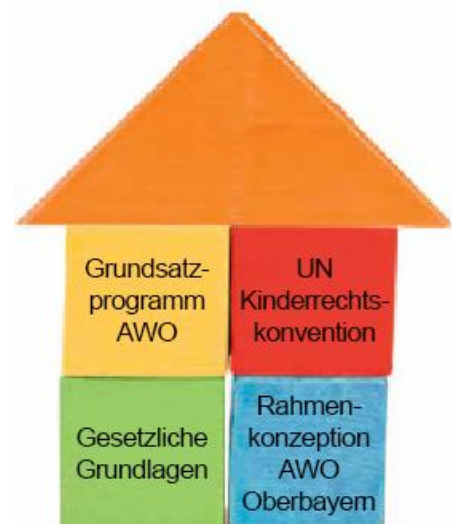 Grundsatz-
programm
AWO
UN
Kinderrechts-
konvention
Gesetzliche
Grundlagen
Rahmen-
konzeption
AWO
Oberbayern